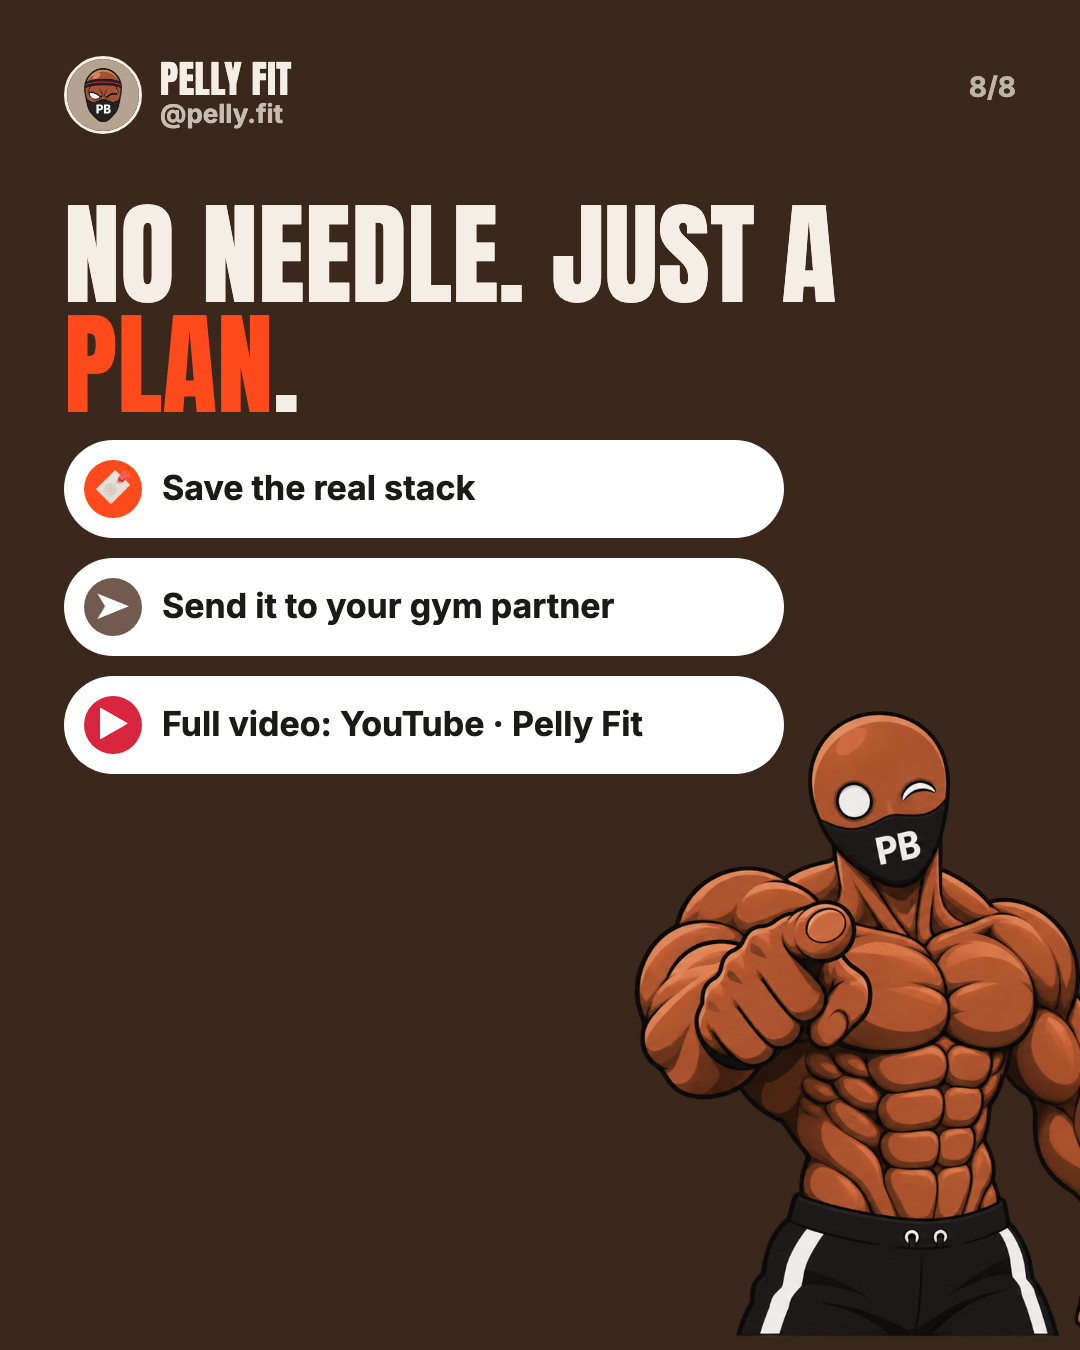 PELLY FIT
@pelly.fit
8/8
NO NEEDLE. JUST A
PLAN.
Save the real stack
Send it to your gym partner
Full video: YouTube · Pelly Fit
PB
PB